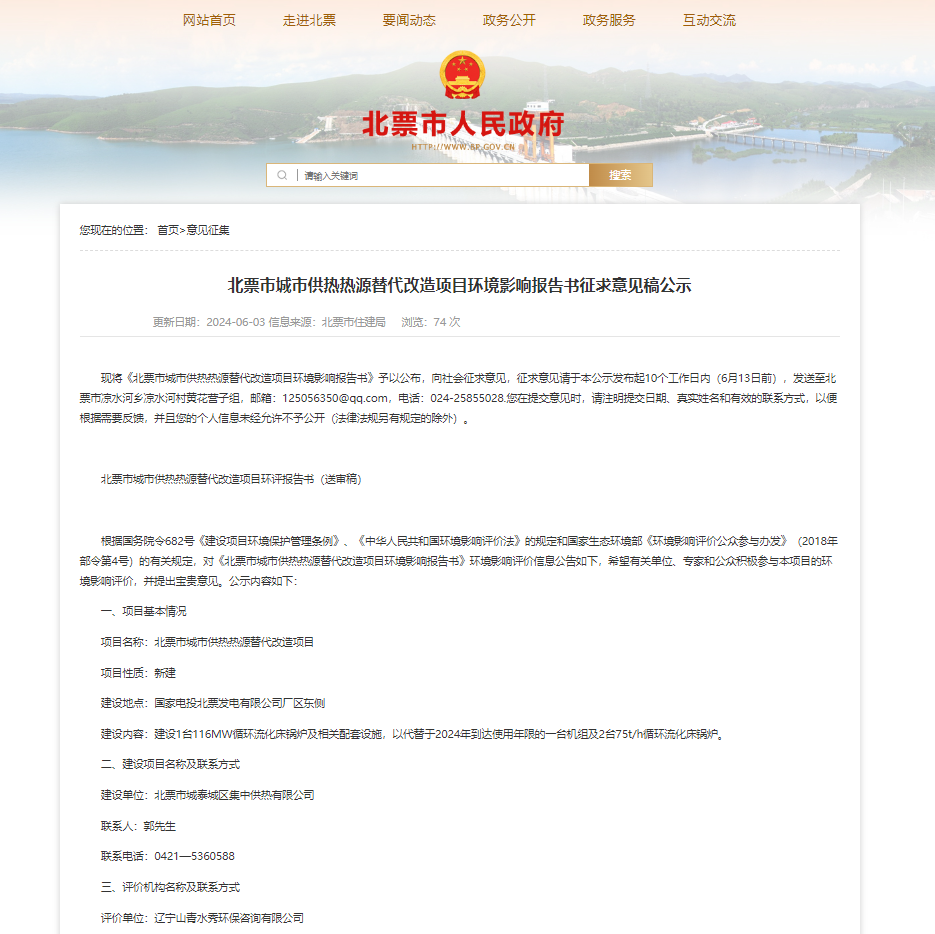 网站首页 走进北票 要闻动态 政务公开 政务服务 互动交流
北票市人民政府
HTTP://WWW.BP.GOV.CN
请输入关键词 搜索
您现在的位置： 首页>意见征集
北票市城市供热热源替代改造项目环境影响报告书征求意见稿公示
更新日期：2024-06-03 信息来源：北票市住建局 浏览：74 次
现将《北票市城市供热热源替代改造项目环境影响报告书》予以公布，向社会征求意见，征求意见请于本公示发布起10个工作日内（6月13日前），发送至北
票市凉水河乡凉水河村黄花营子组，邮箱：125056350@qq.com，电话：024-25855028.您在提交意见时，请注明提交日期、真实姓名和有效的联系方式，以便
根据需要反馈，并且您的个人信息未经允许不予公开（法律法规另有规定的除外）。
北票市城市供热热源替代改造项目环评报告书（送审稿）
根据国务院令682号《建设项目环境保护管理条例》、《中华人民共和国环境影响评价法》的规定和国家生态环境部《环境影响评价公众参与办发》（2018年
部令第4号）的有关规定，对《北票市城市供热热源替代改造项目环境影响报告书》环境影响评价信息公告如下，希望有关单位、专家和公众积极参与本项目的环
境影响评价，并提出宝贵意见。公示内容如下：
一、项目基本情况
项目名称：北票市城市供热热源替代改造项目
项目性质：新建
建设地点：国家电投北票发电有限公司厂区东侧
建设内容：建设1台116MW循环流化床锅炉及相关配套设施，以代替于2024年到达使用年限的一台机组及2台75t/h循环流化床锅炉。
二、建设项目名称及联系方式
建设单位：北票市城泰城区集中供热有限公司
联系人：郭先生
联系电话：0421—5360588
三、评价机构名称及联系方式
评价单位：辽宁山青水秀环保咨询有限公司